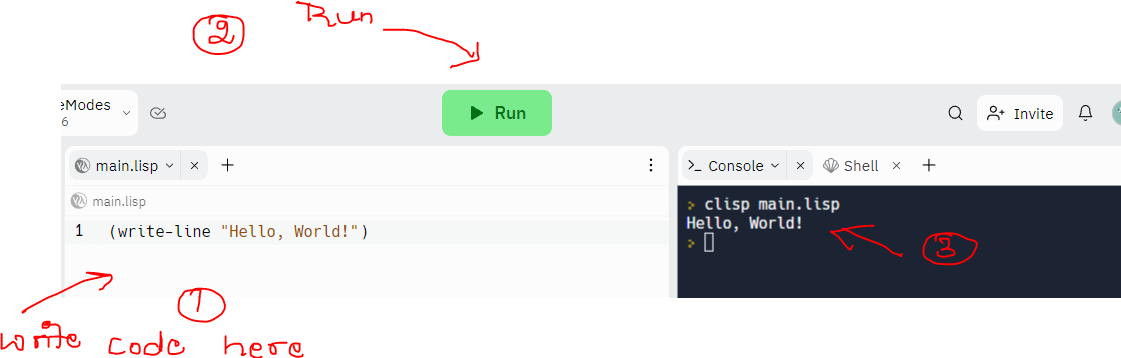 2 Run
eModes
6
Run
Invite
main.lisp
Console
Shell
main.lisp
1 (write-line "Hello, World!")
> clisp main.lisp
Hello, World!
>
3
1
write code here